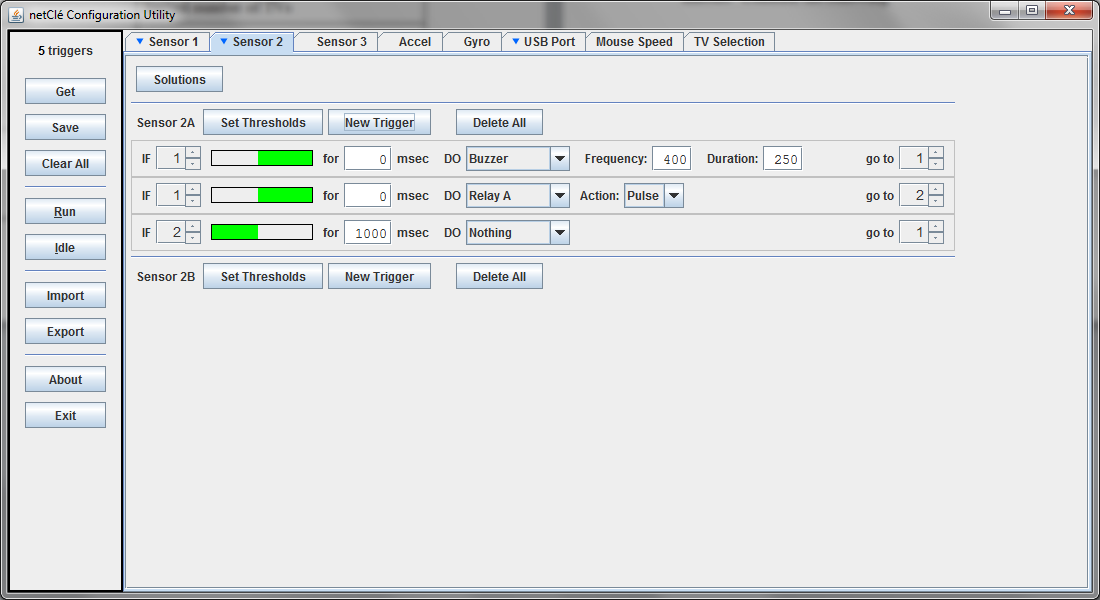 netClé Configuration Utility
5 triggers
Get
Save
Clear All
Run
Idle
Import
Export
About
Exit
Sensor 1 Sensor 2 Sensor 3 Accel Gyro USB Port Mouse Speed TV Selection
Solutions
Sensor 2A Set Thresholds New Trigger Delete All
IF 1 for 0 msec DO Buzzer Frequency: 400 Duration: 250 go to 1
IF 1 for 0 msec DO Relay A Action: Pulse go to 2
IF 2 for 1000 msec DO Nothing go to 1
Sensor 2B Set Thresholds New Trigger Delete All